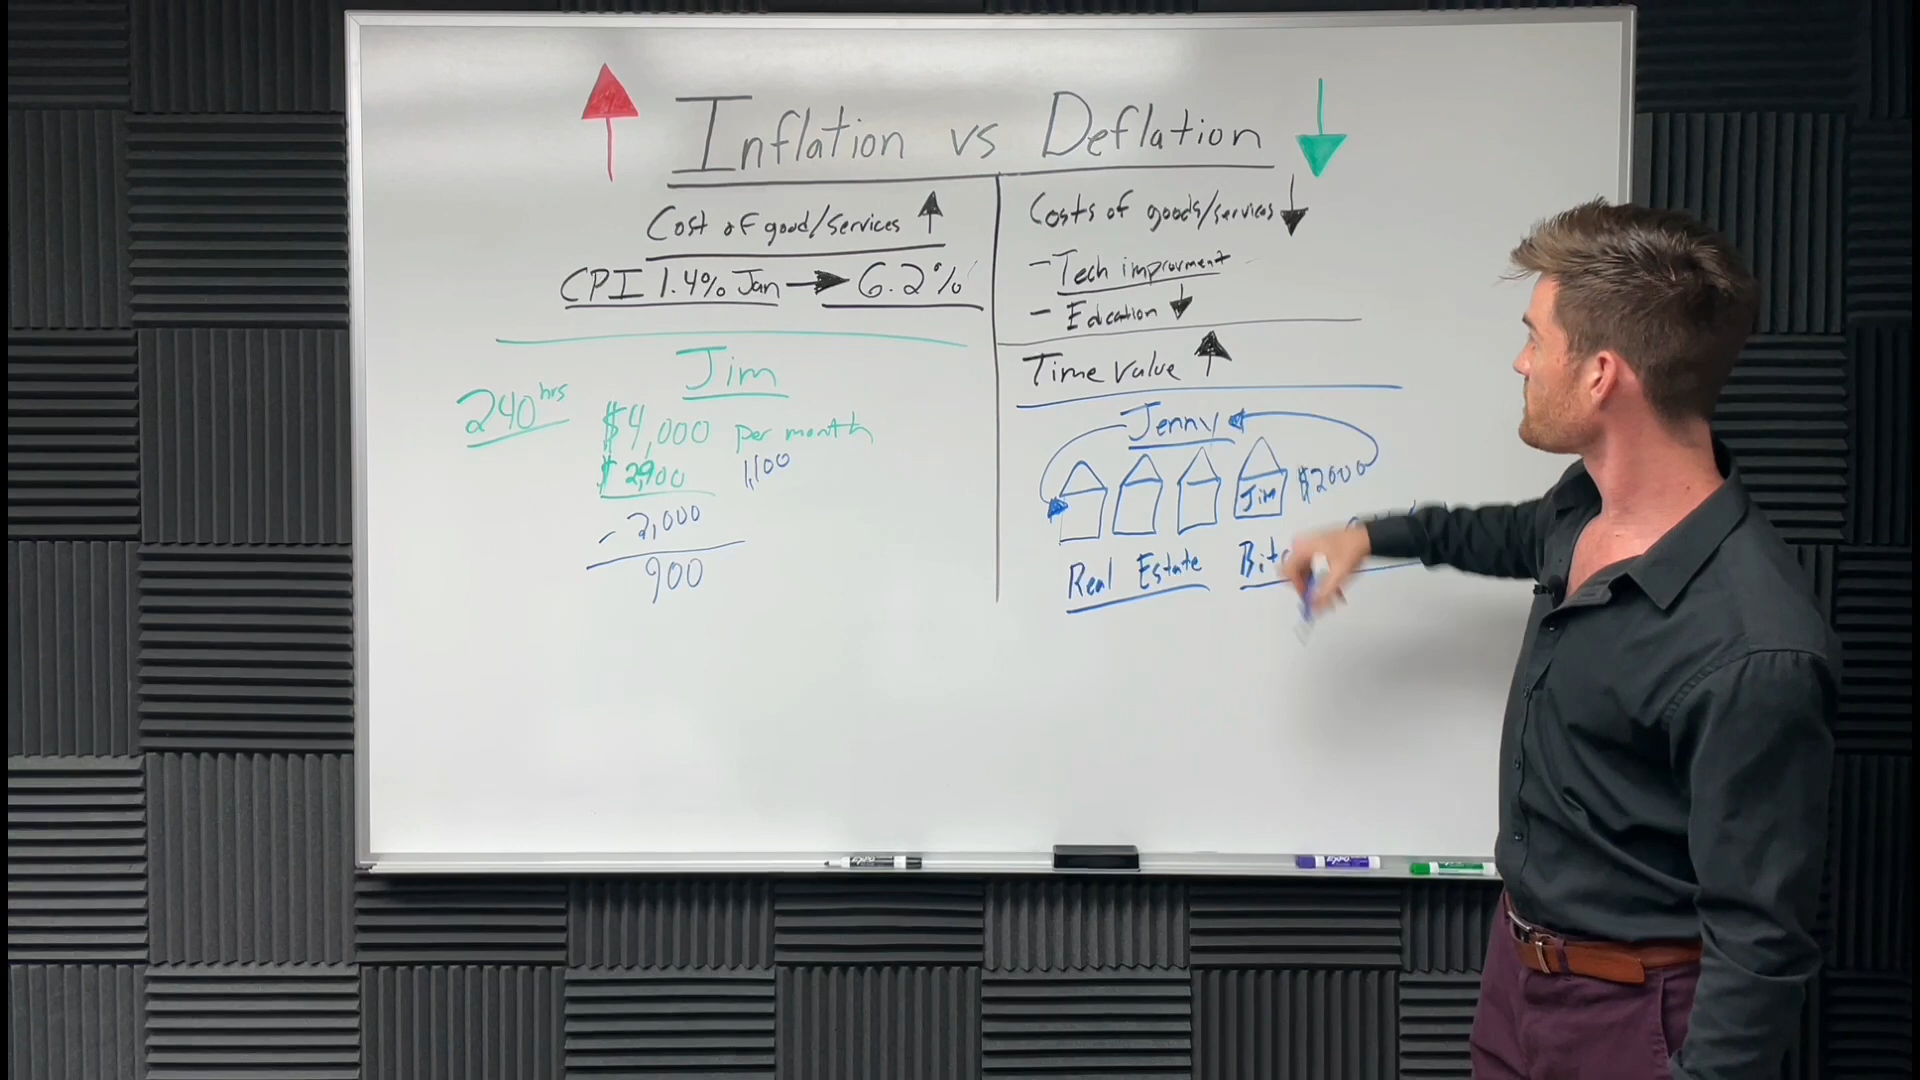 Inflation vs Deflation
Cost of good/services
CPI 1.4% Jan → 6.2%
Jim
240 hrs
$4,000 per month
$2,900 1,100
- 2,000
900
Costs of goods/services
- Tech improvment
- Edcation
Time value
Jenny
Jim $2000
Real Estate